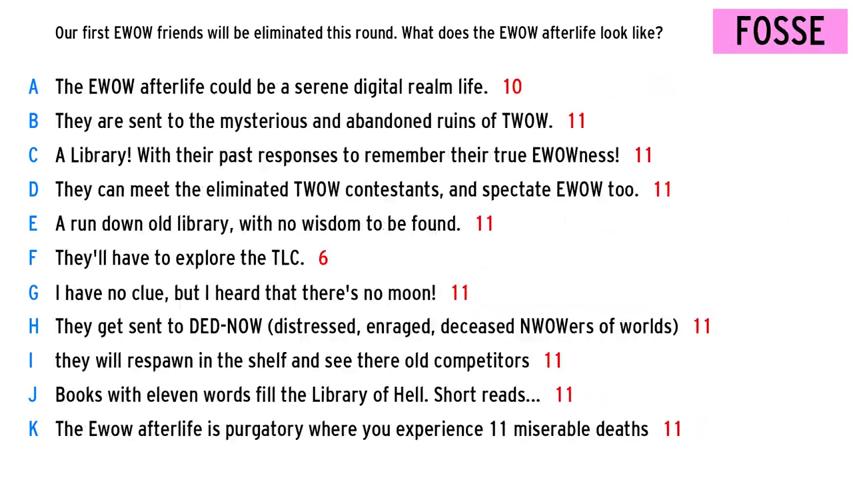 Our first EWOW friends will be eliminated this round. What does the EWOW afterlife look like?
FOSSE
A The EWOW afterlife could be a serene digital realm life. 10
B They are sent to the mysterious and abandoned ruins of TWOW. 11
C A Library! With their past responses to remember their true EWOWness! 11
D They can meet the eliminated TWOW contestants, and spectate EWOW too. 11
E A run down old library, with no wisdom to be found. 11
F They'll have to explore the TLC. 6
G I have no clue, but I heard that there's no moon! 11
H They get sent to DED-NOW (distressed, enraged, deceased NWOWers of worlds) 11
I they will respawn in the shelf and see there old competitors 11
J Books with eleven words fill the Library of Hell. Short reads... 11
K The Ewow afterlife is purgatory where you experience 11 miserable deaths 11